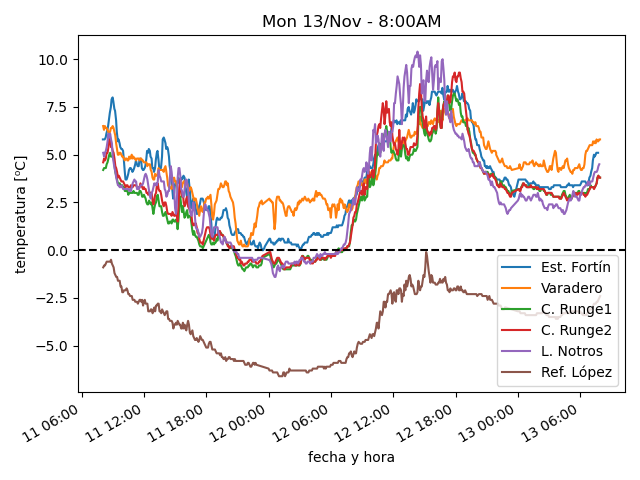 Mon 13/Nov - 8:00AM
temperatura [ºC]
10.0
7.5
5.0
2.5
0.0
−2.5
−5.0
Est. Fortín
Varadero
C. Runge1
C. Runge2
L. Notros
Ref. López
11 06:00
11 12:00
11 18:00
12 00:00
12 06:00
12 12:00
12 18:00
13 00:00
13 06:00
fecha y hora